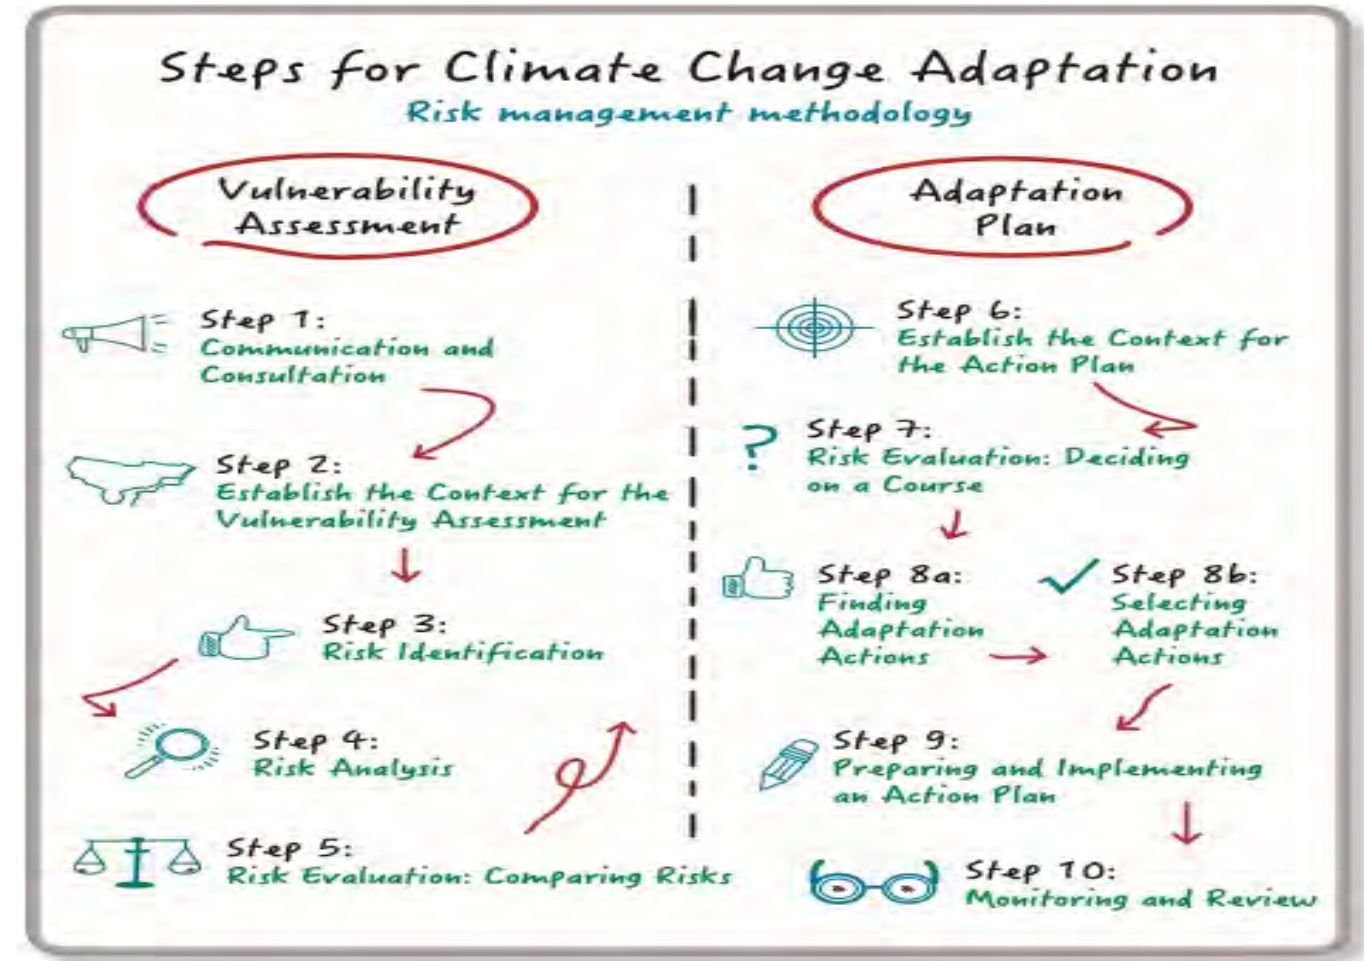 Steps for Climate Change Adaptation
Risk management methodology
Vulnerability
Assessment
Step 1:
Communication and
Consultation
Step 2:
Establish the Context for the
Vulnerability Assessment
Step 3:
Risk Identification
Step 4:
Risk Analysis
Step 5:
Risk Evaluation: Comparing Risks
Adaptation
Plan
Step 6:
Establish the Context for
the Action Plan
Step 7:
Risk Evaluation: Deciding
on a Course
Step 8a:
Finding
Adaptation
Actions
Step 8b:
Selecting
Adaptation
Actions
Step 9:
Preparing and Implementing
an Action Plan
Step 10:
Monitoring and Review